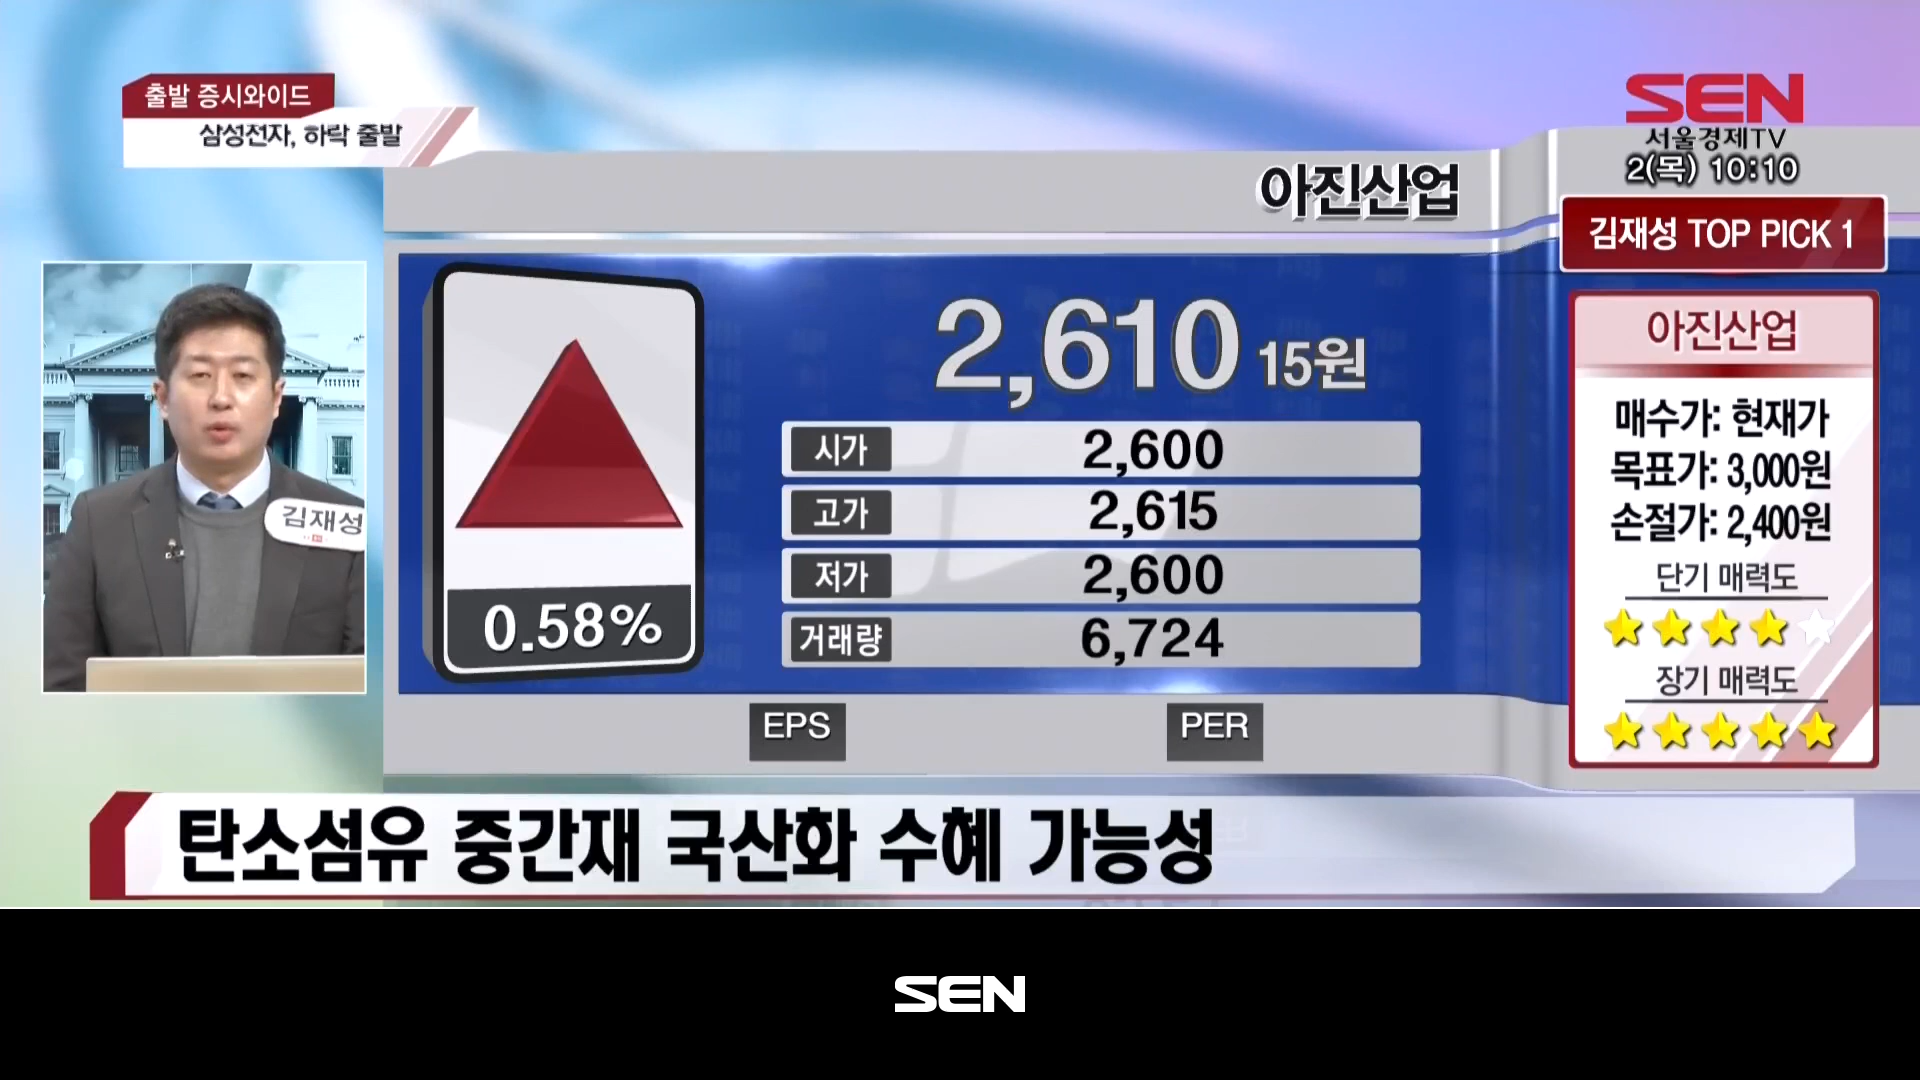 출발 증시와이드
삼성전자, 하락 출발
SEN
서울경제TV
2(목) 10:10
아진산업
김재성 TOP PICK 1
2,610 15원
0.58%
시가 2,600
고가 2,615
저가 2,600
거래량 6,724
EPS
PER
아진산업
매수가: 현재가
목표가: 3,000원
손절가: 2,400원
단기 매력도
장기 매력도
김재성
탄소섬유 중간재 국산화 수혜 가능성
SEN